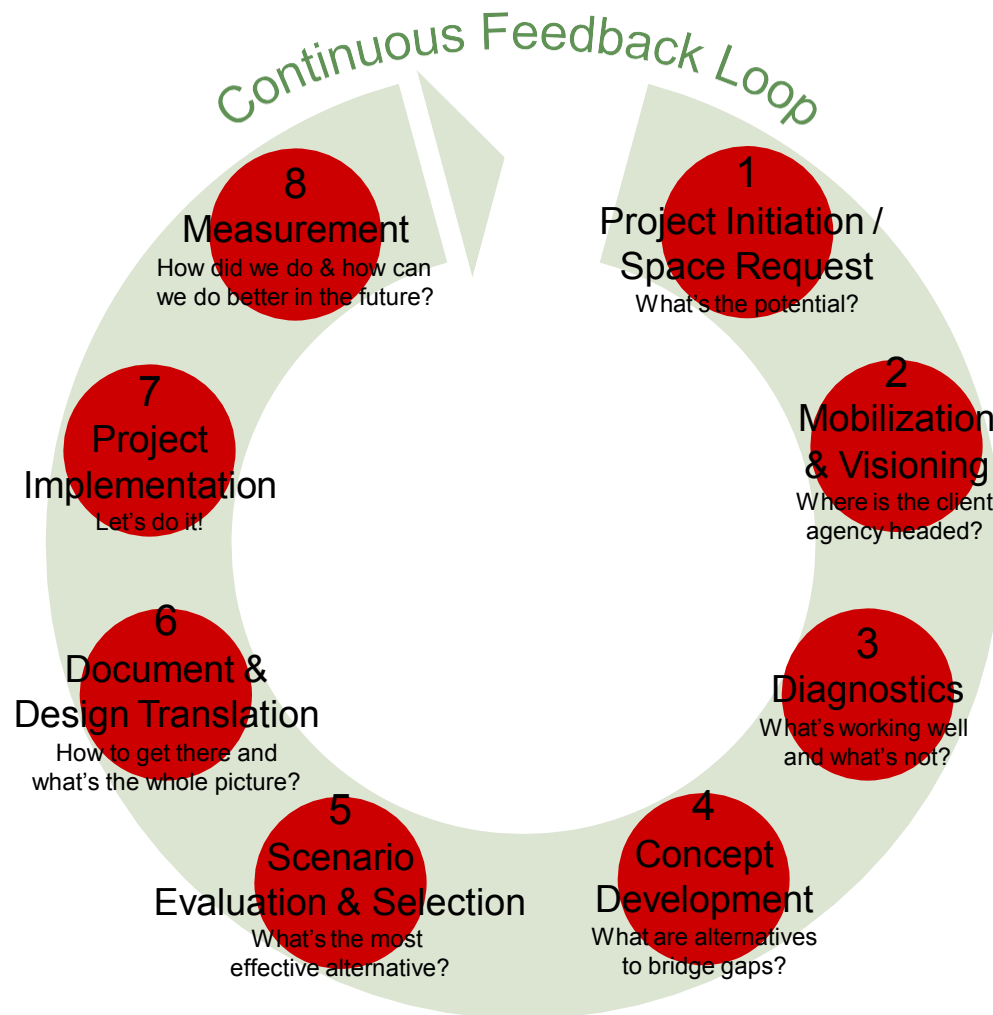 Continuous Feedback Loop
1
Project Initiation /
Space Request
What's the potential?
2
Mobilization
& Visioning
Where is the client
agency headed?
3
Diagnostics
What's working well
and what's not?
4
Concept
Development
What are alternatives
to bridge gaps?
5
Scenario
Evaluation & Selection
What's the most
effective alternative?
6
Document &
Design Translation
How to get there and
what's the whole picture?
7
Project
Implementation
Let's do it!
8
Measurement
How did we do & how can
we do better in the future?